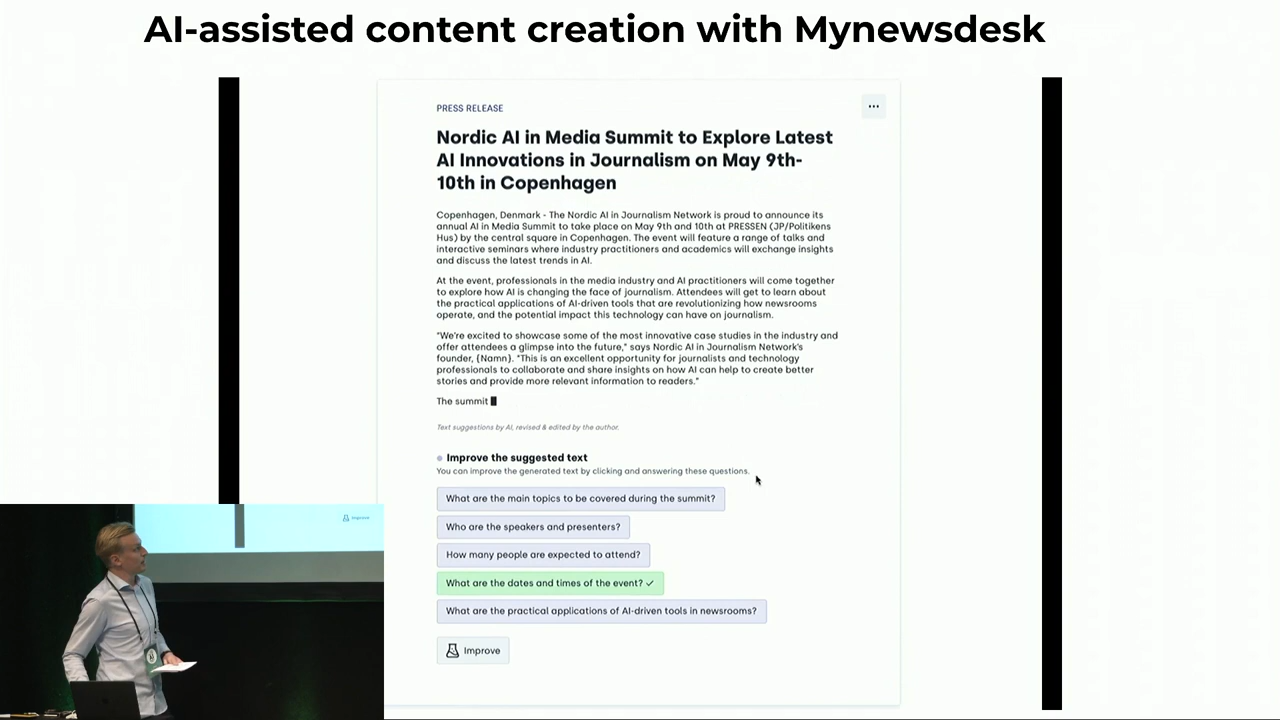 AI-assisted content creation with Mynewsdesk
PRESS RELEASE
Nordic AI in Media Summit to Explore Latest
AI Innovations in Journalism on May 9th-
10th in Copenhagen
Copenhagen, Denmark - The Nordic AI in Journalism Network is proud to announce its
annual AI in Media Summit to take place on May 9th and 10th at PRESSEN (JP/Politikens
Hus) by the central square in Copenhagen. The event will feature a range of talks and
interactive seminars where industry practitioners and academics will exchange insights
and discuss the latest trends in AI.
At the event, professionals in the media industry and AI practitioners will come together
to explore how AI is changing the face of journalism. Attendees will get to learn about
the practical applications of AI-driven tools that are revolutionizing how newsrooms
operate, and the potential impact this technology can have on journalism.
"We're excited to showcase some of the most innovative case studies in the industry and
offer attendees a glimpse into the future," says Nordic AI in Journalism Network's
founder, {Namn}. "This is an excellent opportunity for journalists and technology
professionals to collaborate and share insights on how AI can help to create better
stories and provide more relevant information to readers."
The summit
Text suggestions by AI, revised & edited by the author.
Improve the suggested text
You can improve the generated text by clicking and answering these questions.
What are the main topics to be covered during the summit?
Who are the speakers and presenters?
How many people are expected to attend?
What are the dates and times of the event? ✓
What are the practical applications of AI-driven tools in newsrooms?
Improve
Improve